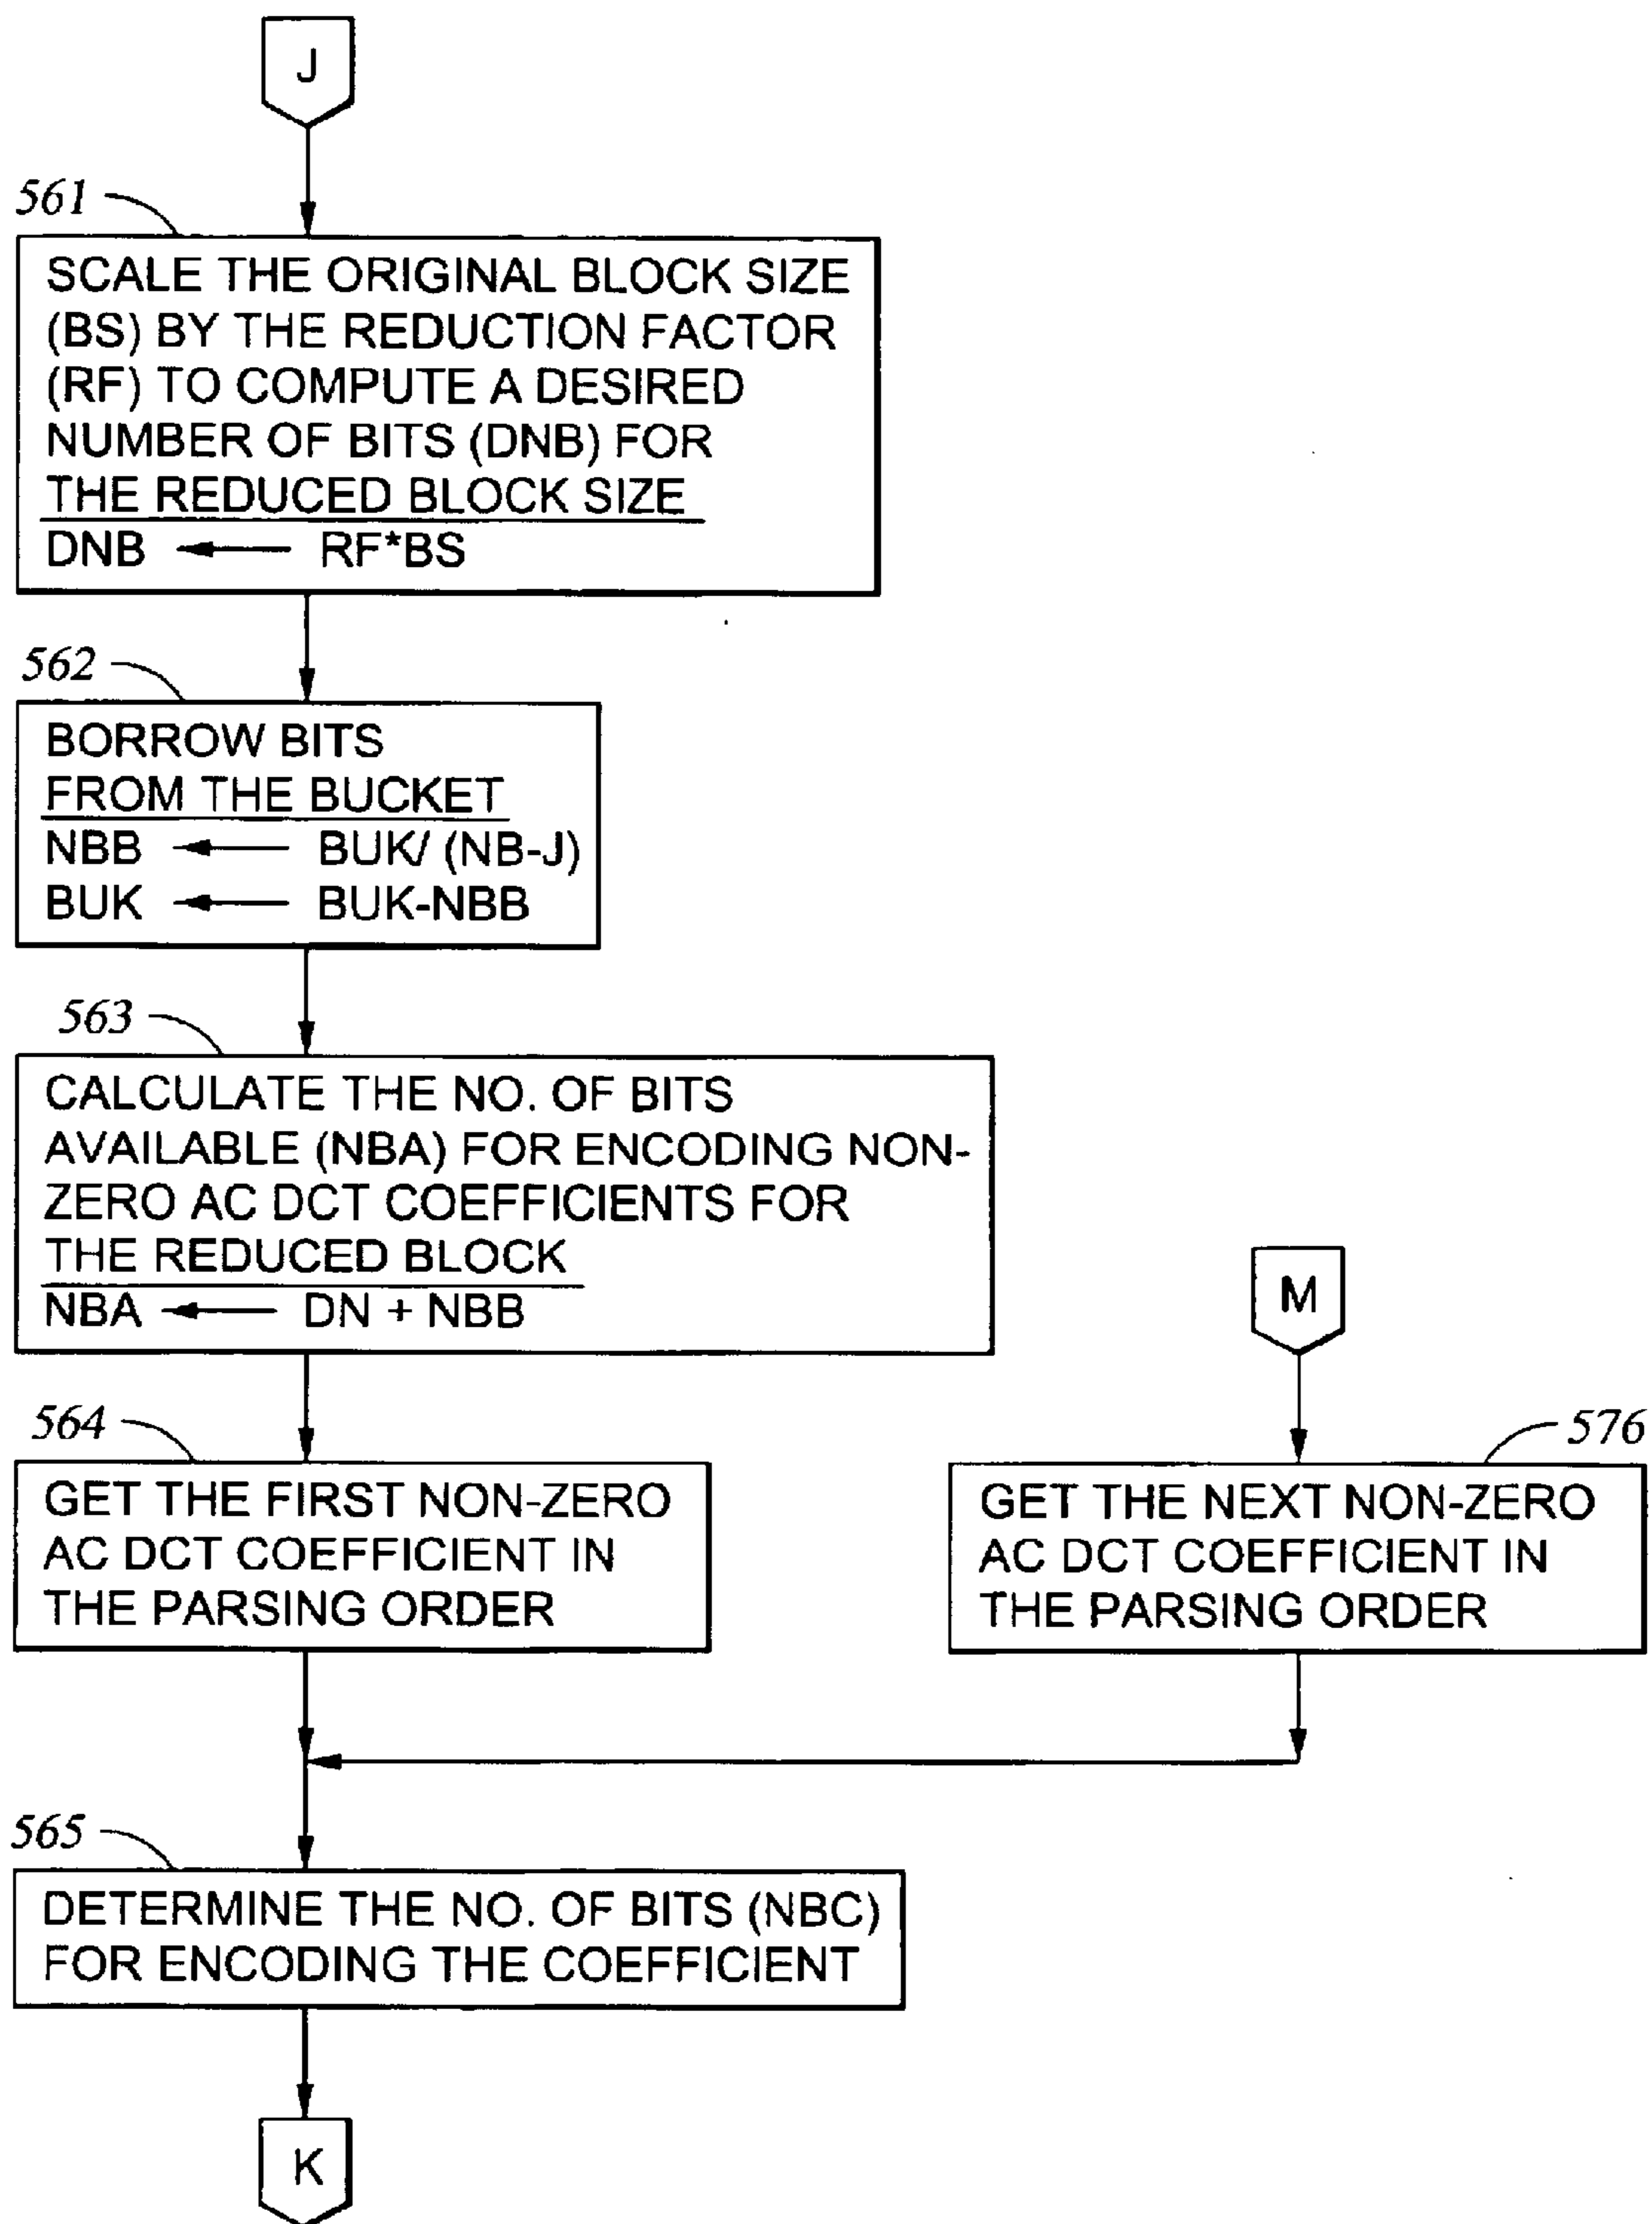 J
561
SCALE THE ORIGINAL BLOCK SIZE
(BS) BY THE REDUCTION FACTOR
(RF) TO COMPUTE A DESIRED
NUMBER OF BITS (DNB) FOR
THE REDUCED BLOCK SIZE
DNB ← RF*BS
562
BORROW BITS
FROM THE BUCKET
NBB ← BUK/ (NB-J)
BUK ← BUK-NBB
563
CALCULATE THE NO. OF BITS
AVAILABLE (NBA) FOR ENCODING NON-
ZERO AC DCT COEFFICIENTS FOR
THE REDUCED BLOCK
NBA ← DN + NBB
M
564
GET THE FIRST NON-ZERO
AC DCT COEFFICIENT IN
THE PARSING ORDER
576
GET THE NEXT NON-ZERO
AC DCT COEFFICIENT IN
THE PARSING ORDER
565
DETERMINE THE NO. OF BITS (NBC)
FOR ENCODING THE COEFFICIENT
K